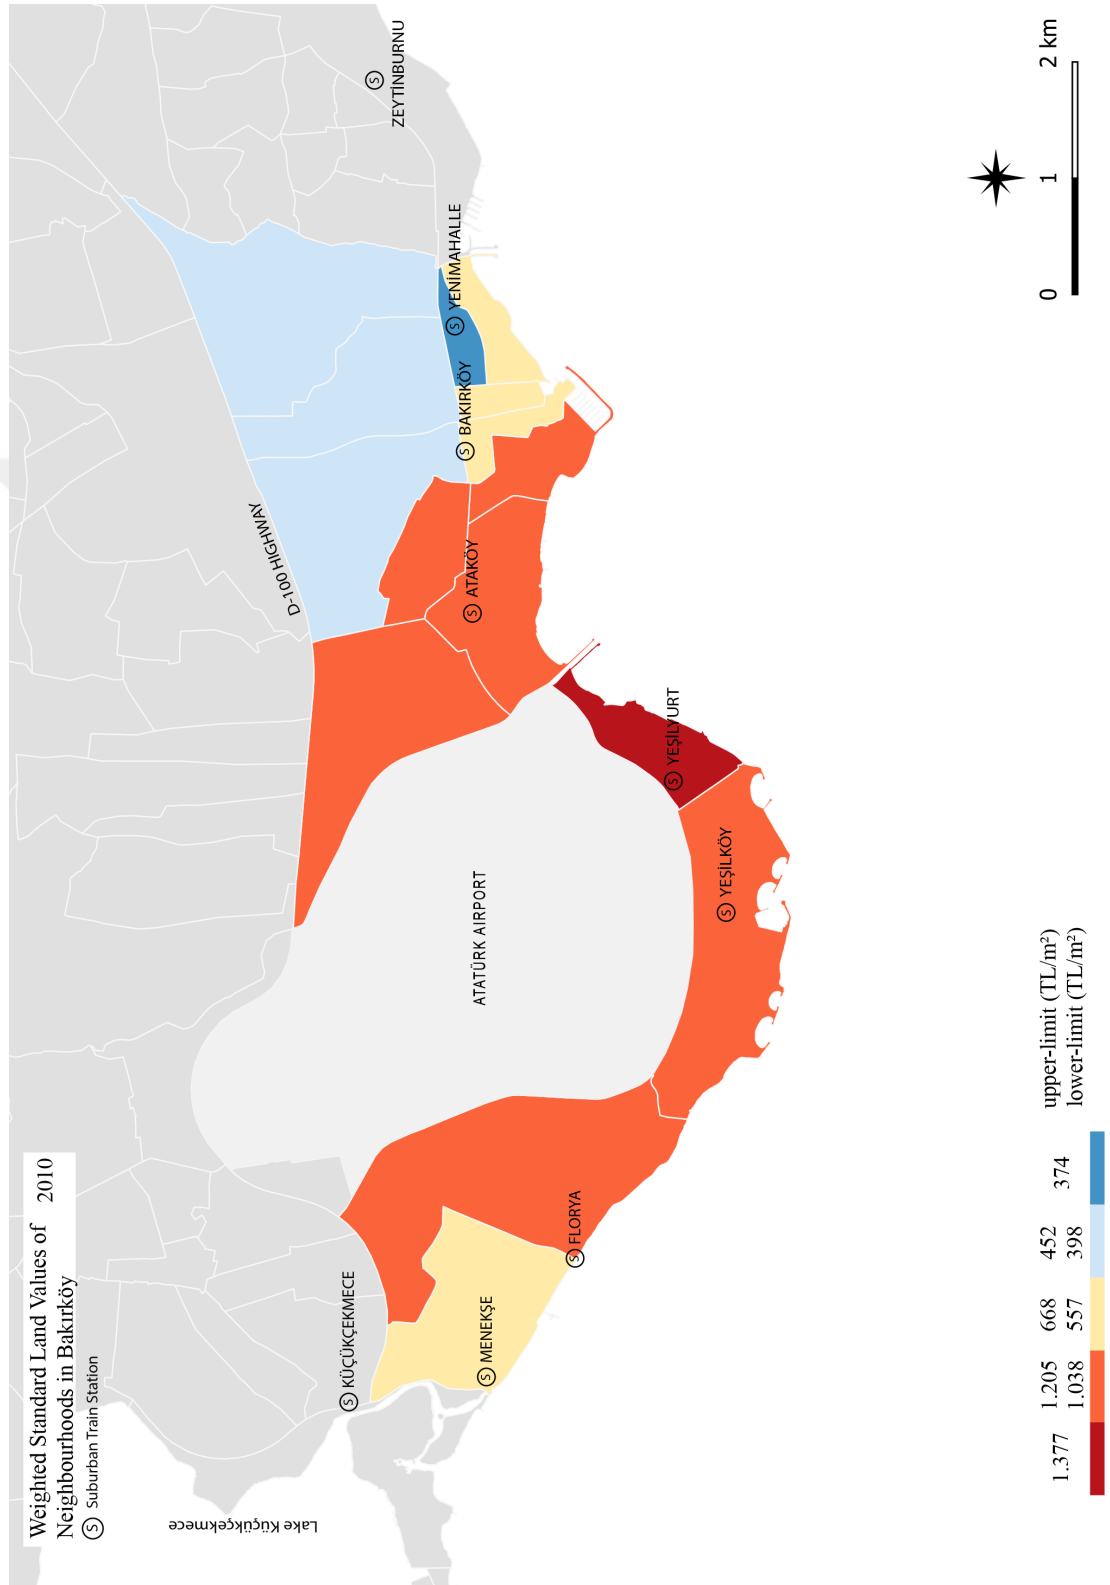 Weighted Standard Land Values of 2010
Neighbourhoods in Bakırköy
Ⓢ Suburban Train Station
Lake Küçükçekmece
Ⓢ KÜÇÜKÇEKMECE
Ⓢ MENEKŞE
Ⓢ FLORYA
ATATÜRK AIRPORT
Ⓢ YEŞİLKÖY
Ⓢ YEŞİLYURT
D-100 HIGHWAY
Ⓢ ATAKÖY
Ⓢ BAKIRKÖY
Ⓢ YENİMAHALLE
Ⓢ
ZEYTİNBURNU
1.377 1.205 668 452 374 upper-limit (TL/m²)
1.038 557 398 lower-limit (TL/m²)
0 1 2 km